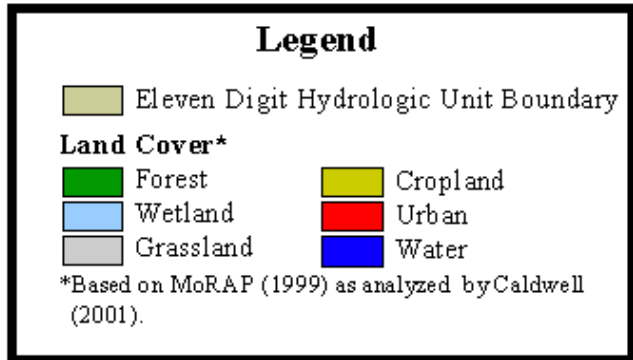 Legend
Eleven Digit Hydrologic Unit Boundary
Land Cover*
Forest
Cropland
Wetland
Urban
Grassland
Water
*Based on MoRAP (1999) as analyzed by Caldwell
(2001).